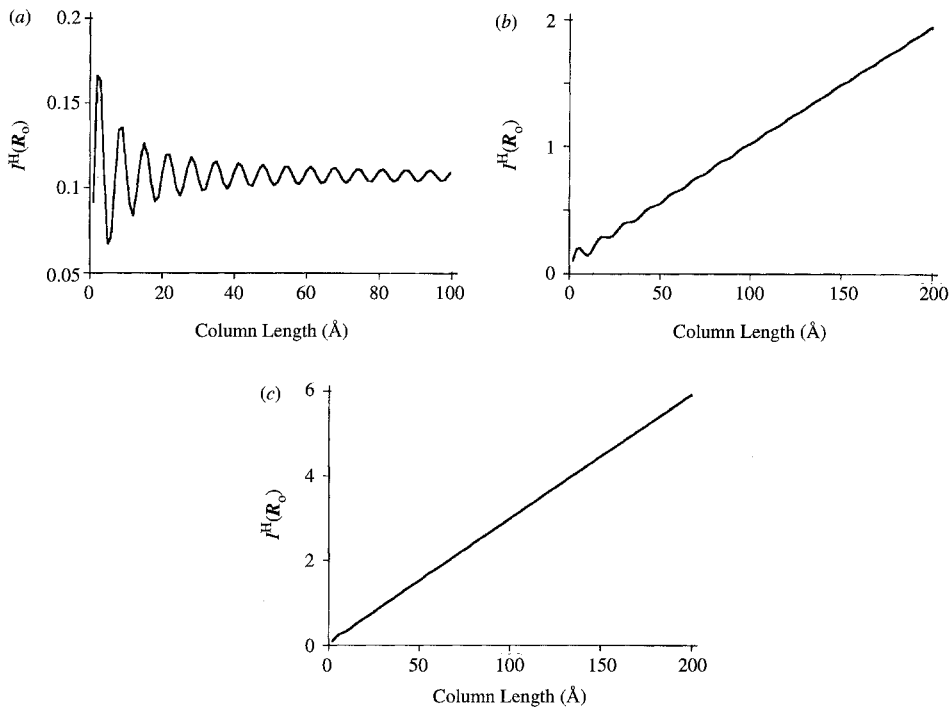 (a)
0.2
0.15
0.1
0.05
I^H(R_o)
0 20 40 60 80 100
Column Length (Å)
(b)
2
1
0
I^H(R_o)
0 50 100 150 200
Column Length (Å)
(c)
6
4
2
0
I^H(R_o)
0 50 100 150 200
Column Length (Å)